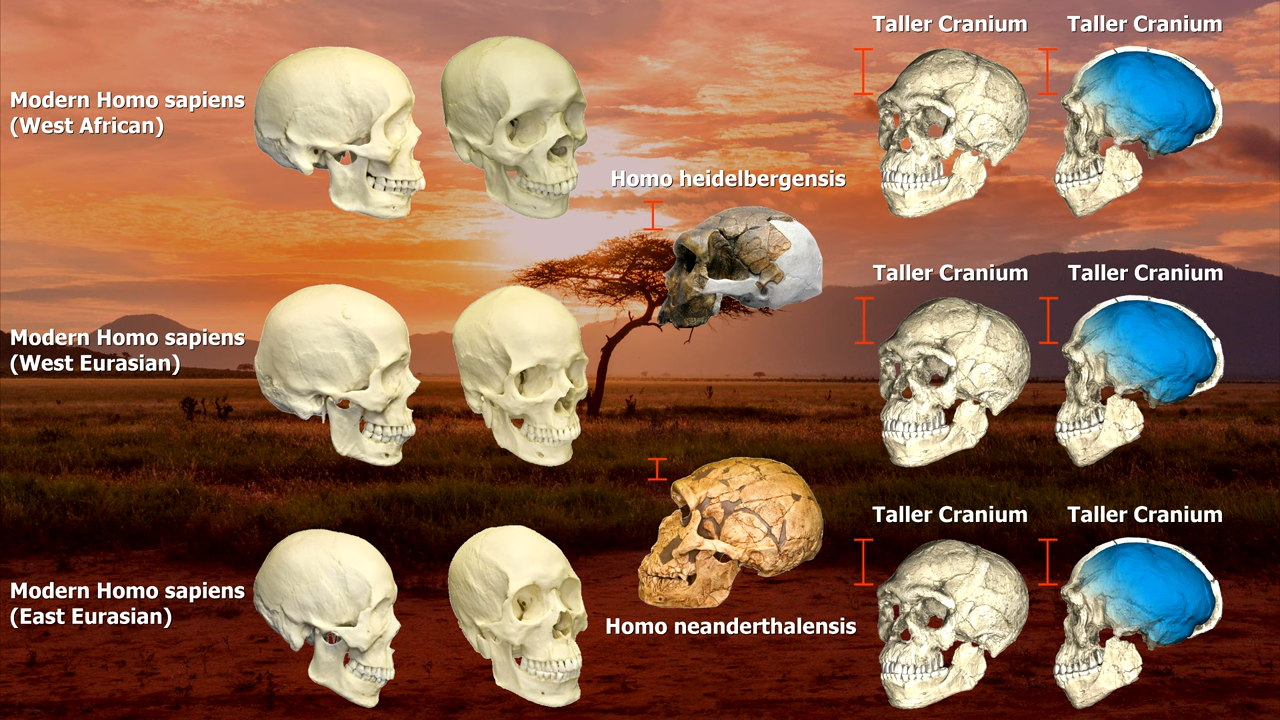 Taller Cranium
Taller Cranium
Modern Homo sapiens
(West African)
Homo heidelbergensis
Taller Cranium
Taller Cranium
Modern Homo sapiens
(West Eurasian)
Taller Cranium
Taller Cranium
Modern Homo sapiens
(East Eurasian)
Homo neanderthalensis